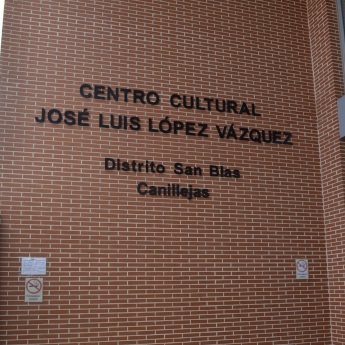 CENTRO CULTURAL
JOSÉ LUIS LÓPEZ VÁZQUEZ
Distrito San Blas
Canillejas